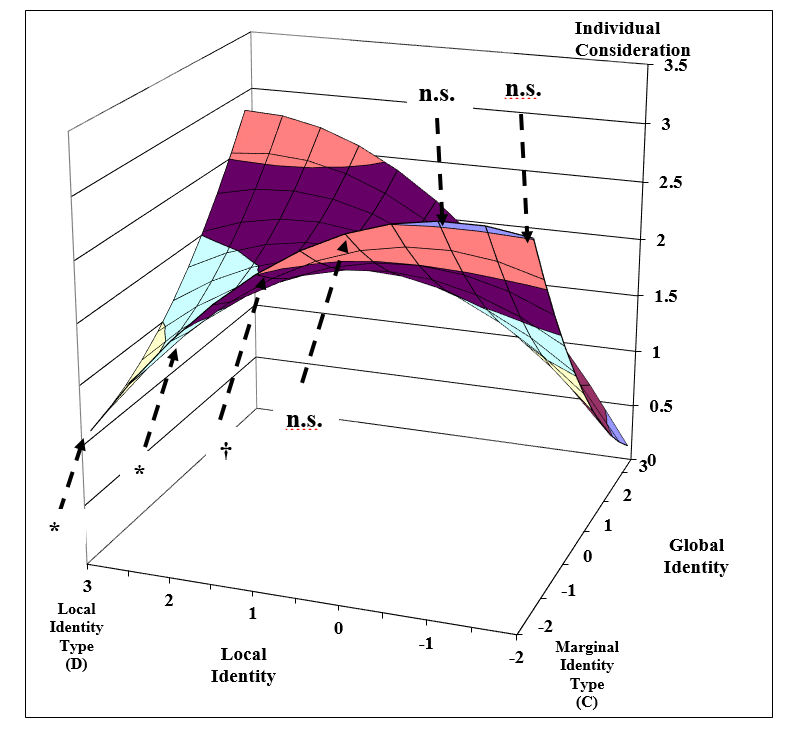 Individual
Consideration
3.5
n.s.
n.s.
3
2.5
2
1.5
1
0.5
0
n.s.
†
*
*
3
2
1
0
-1
-2
3
2
1
0
-1
-2
Global
Identity
Local
Identity
Type
(D)
Local
Identity
Marginal
Identity
Type
(C)